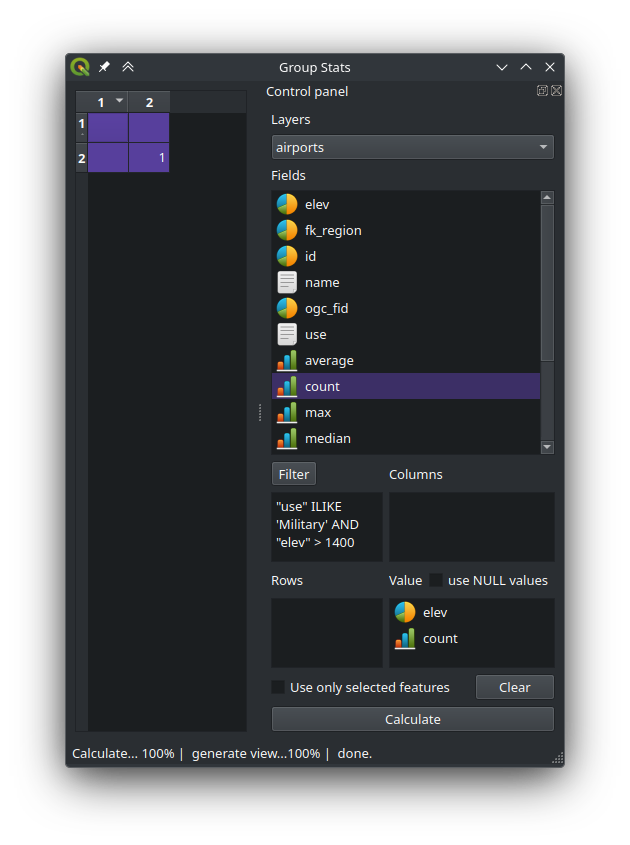 Group Stats
1 2
1
2 1
Control panel
Layers
airports
Fields
elev
fk_region
id
name
ogc_fid
use
average
count
max
median
Filter
Columns
"use" ILIKE
'Military' AND
"elev" > 1400
Rows
Value use NULL values
elev
count
Use only selected features
Clear
Calculate
Calculate... 100% | generate view...100% | done.